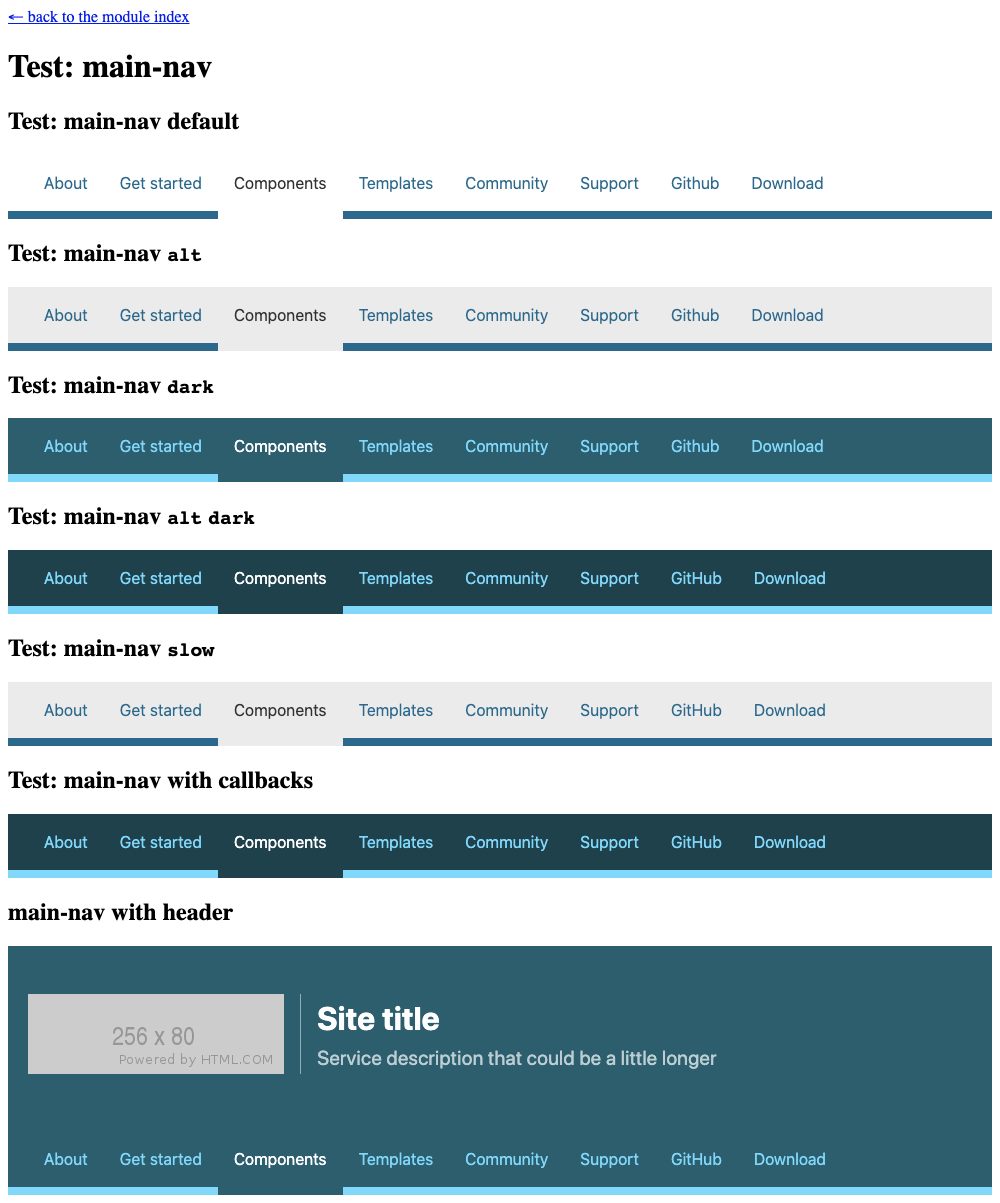 ← back to the module index
Test: main-nav
Test: main-nav default
About Get started Components Templates Community Support Github Download
Test: main-nav alt
About Get started Components Templates Community Support Github Download
Test: main-nav dark
About Get started Components Templates Community Support Github Download
Test: main-nav alt dark
About Get started Components Templates Community Support GitHub Download
Test: main-nav slow
About Get started Components Templates Community Support GitHub Download
Test: main-nav with callbacks
About Get started Components Templates Community Support GitHub Download
main-nav with header
256 x 80
Powered by HTML.COM
Site title
Service description that could be a little longer
About Get started Components Templates Community Support GitHub Download